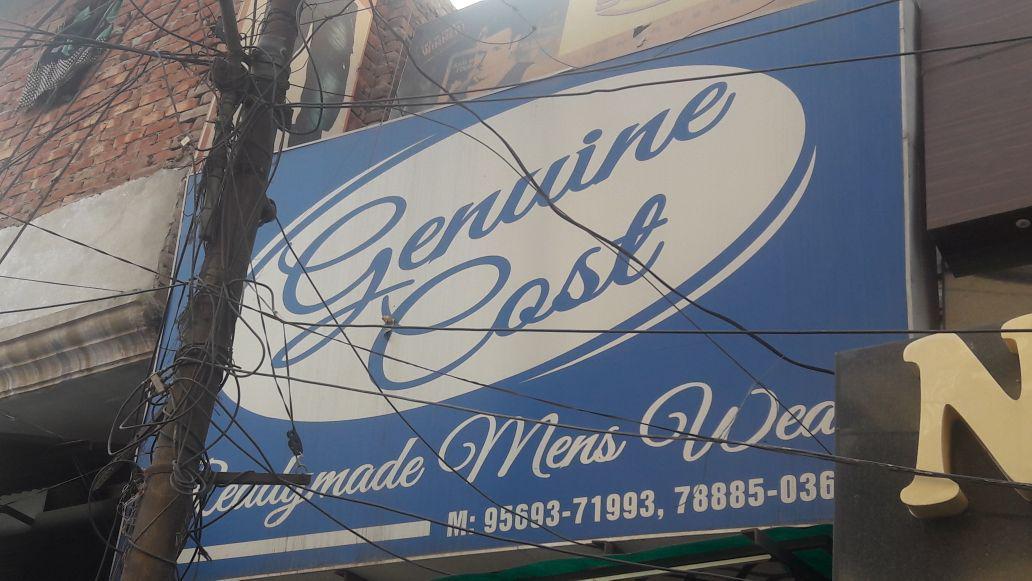 Genuine
Cost
Readymade Mens Wea
M: 95693-71993, 78885-036
N